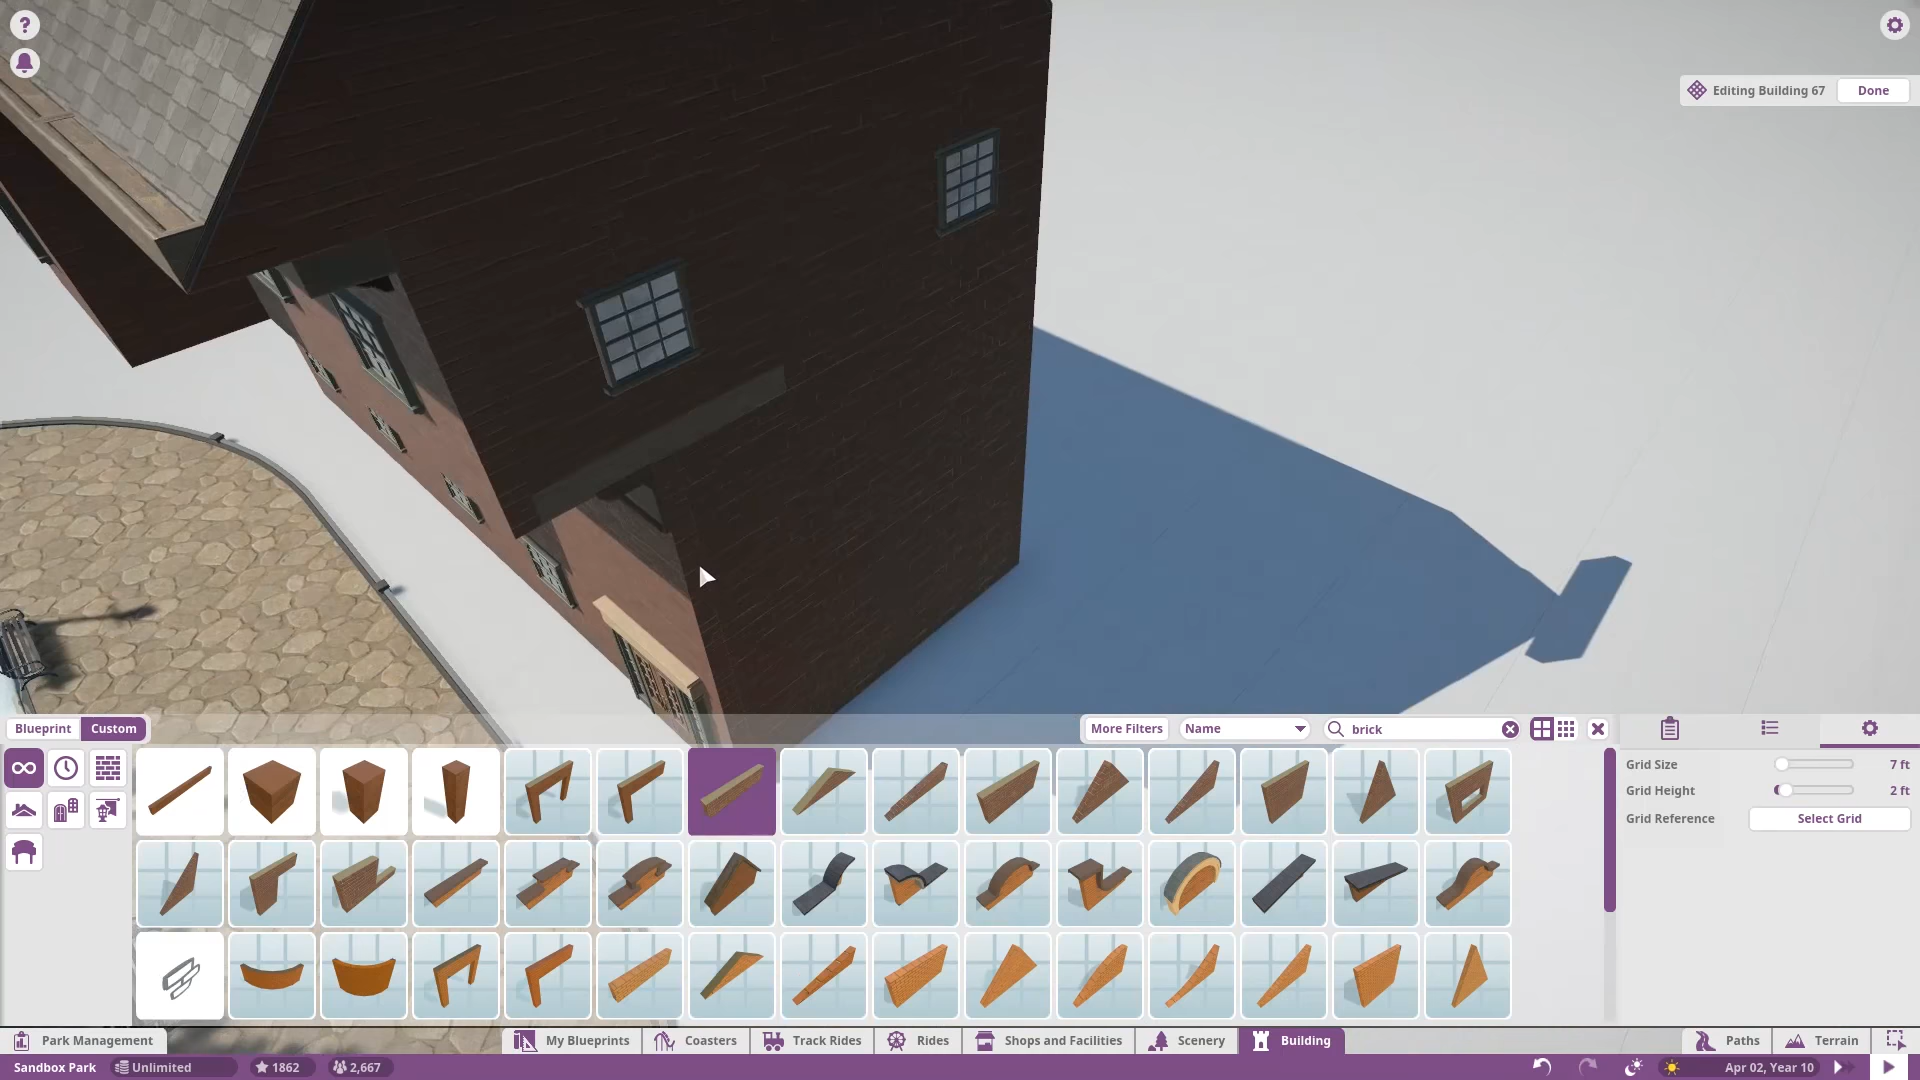 ?
Editing Building 67
Done
Blueprint
Custom
More Filters
Name
brick
Grid Size
7 ft
Grid Height
2 ft
Grid Reference
Select Grid
Park Management
My Blueprints
Coasters
Track Rides
Rides
Shops and Facilities
Scenery
Building
Paths
Terrain
Sandbox Park
Unlimited
1862
2,667
Apr 02, Year 10